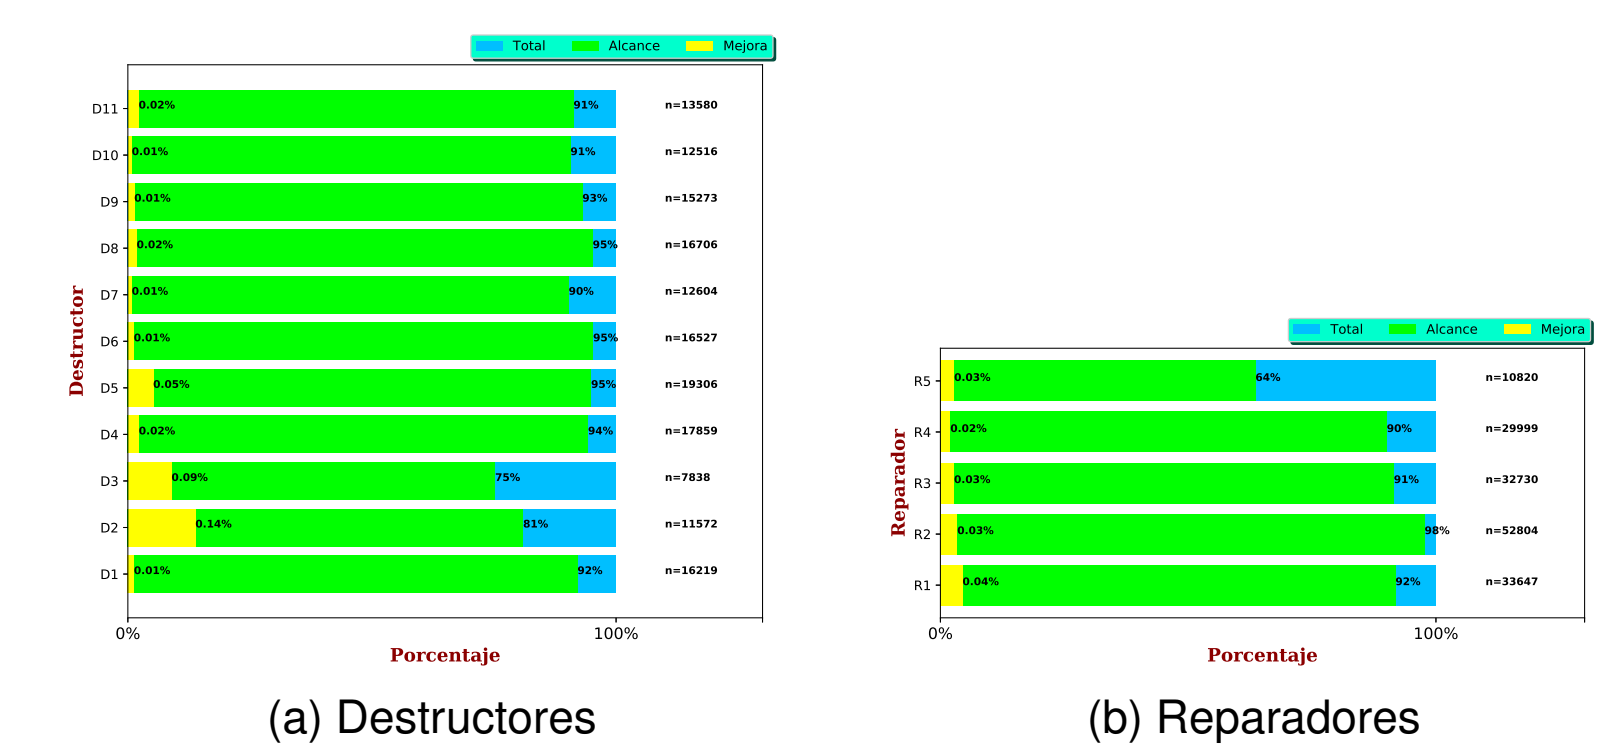 Total Alcance Mejora
D11 0.02% 91% n=13580
D10 0.01% 91% n=12516
D9 0.01% 93% n=15273
D8 0.02% 95% n=16706
D7 0.01% 90% n=12604
D6 0.01% 95% n=16527
D5 0.05% 95% n=19306
D4 0.02% 94% n=17859
D3 0.09% 75% n=7838
D2 0.14% 81% n=11572
D1 0.01% 92% n=16219
Destructor
0% 100%
Porcentaje
(a) Destructores
Total Alcance Mejora
R5 0.03% 64% n=10820
R4 0.02% 90% n=29999
R3 0.03% 91% n=32730
R2 0.03% 98% n=52804
R1 0.04% 92% n=33647
Reparador
0% 100%
Porcentaje
(b) Reparadores